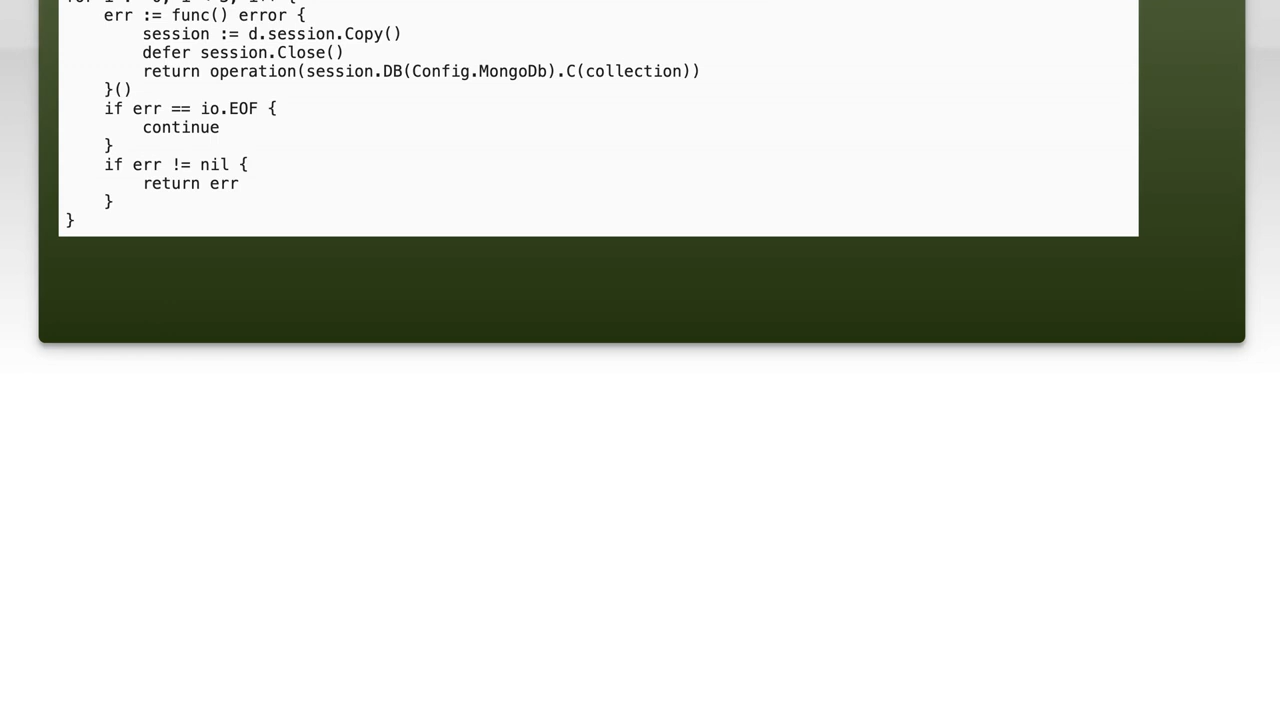 err := func() error {
session := d.session.Copy()
defer session.Close()
return operation(session.DB(Config.MongoDb).C(collection))
}()
if err == io.EOF {
continue
}
if err != nil {
return err
}
}